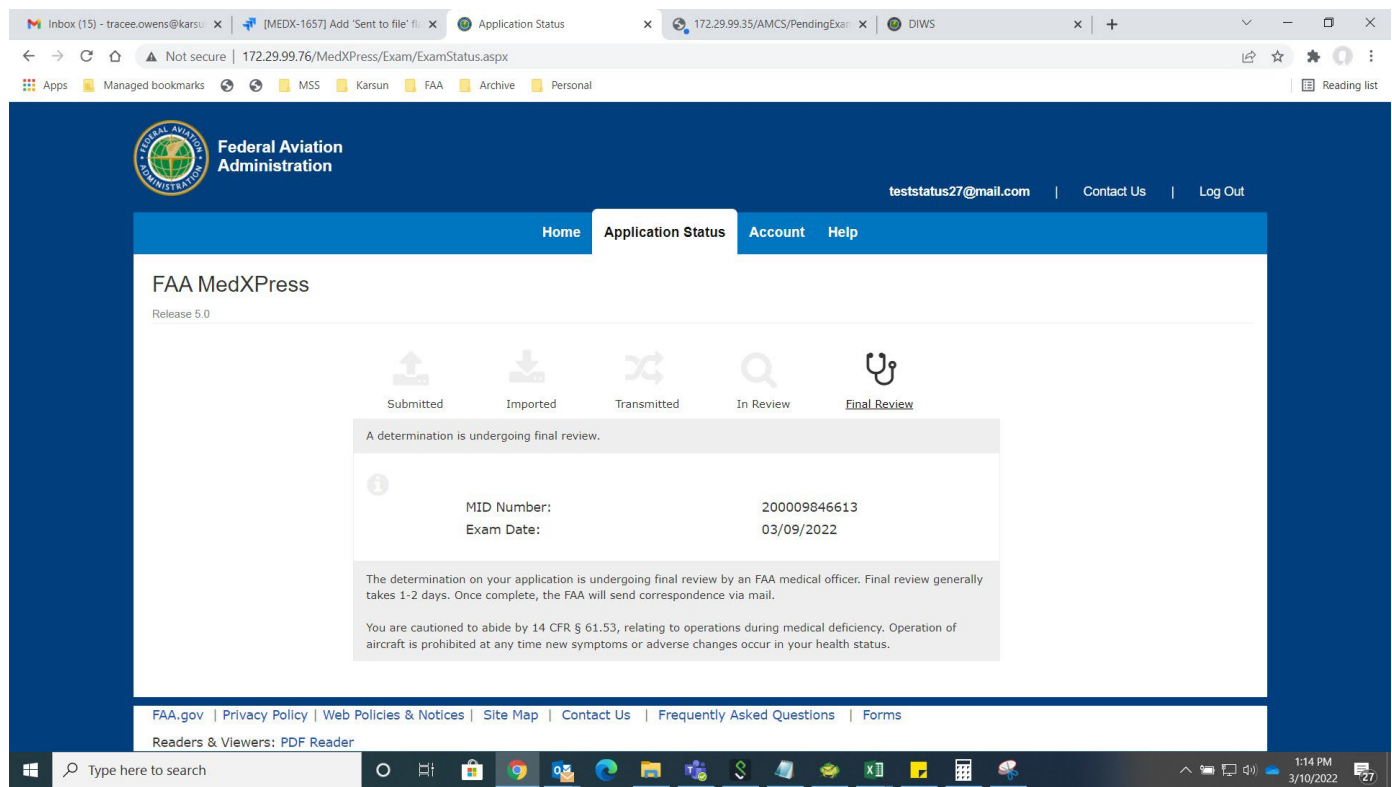 Inbox (15) - tracee.owens@karsu
[MEDX-1657] Add 'Sent to file' fl
Application Status
172.29.99.35/AMCS/PendingExam
DIWS
Not secure | 172.29.99.76/MedXPress/Exam/ExamStatus.aspx
Apps Managed bookmarks MSS Karsun FAA Archive Personal Reading list
FEDERAL AVIATION ADMINISTRATION
Federal Aviation
Administration
teststatus27@mail.com | Contact Us | Log Out
Home Application Status Account Help
FAA MedXPress
Release 5.0
Submitted Imported Transmitted In Review Final Review
A determination is undergoing final review.
MID Number: 200009846613
Exam Date: 03/09/2022
The determination on your application is undergoing final review by an FAA medical officer. Final review generally
takes 1-2 days. Once complete, the FAA will send correspondence via mail.
You are cautioned to abide by 14 CFR § 61.53, relating to operations during medical deficiency. Operation of
aircraft is prohibited at any time new symptoms or adverse changes occur in your health status.
FAA.gov | Privacy Policy | Web Policies & Notices | Site Map | Contact Us | Frequently Asked Questions | Forms
Readers & Viewers: PDF Reader
Type here to search
1:14 PM
3/10/2022
27